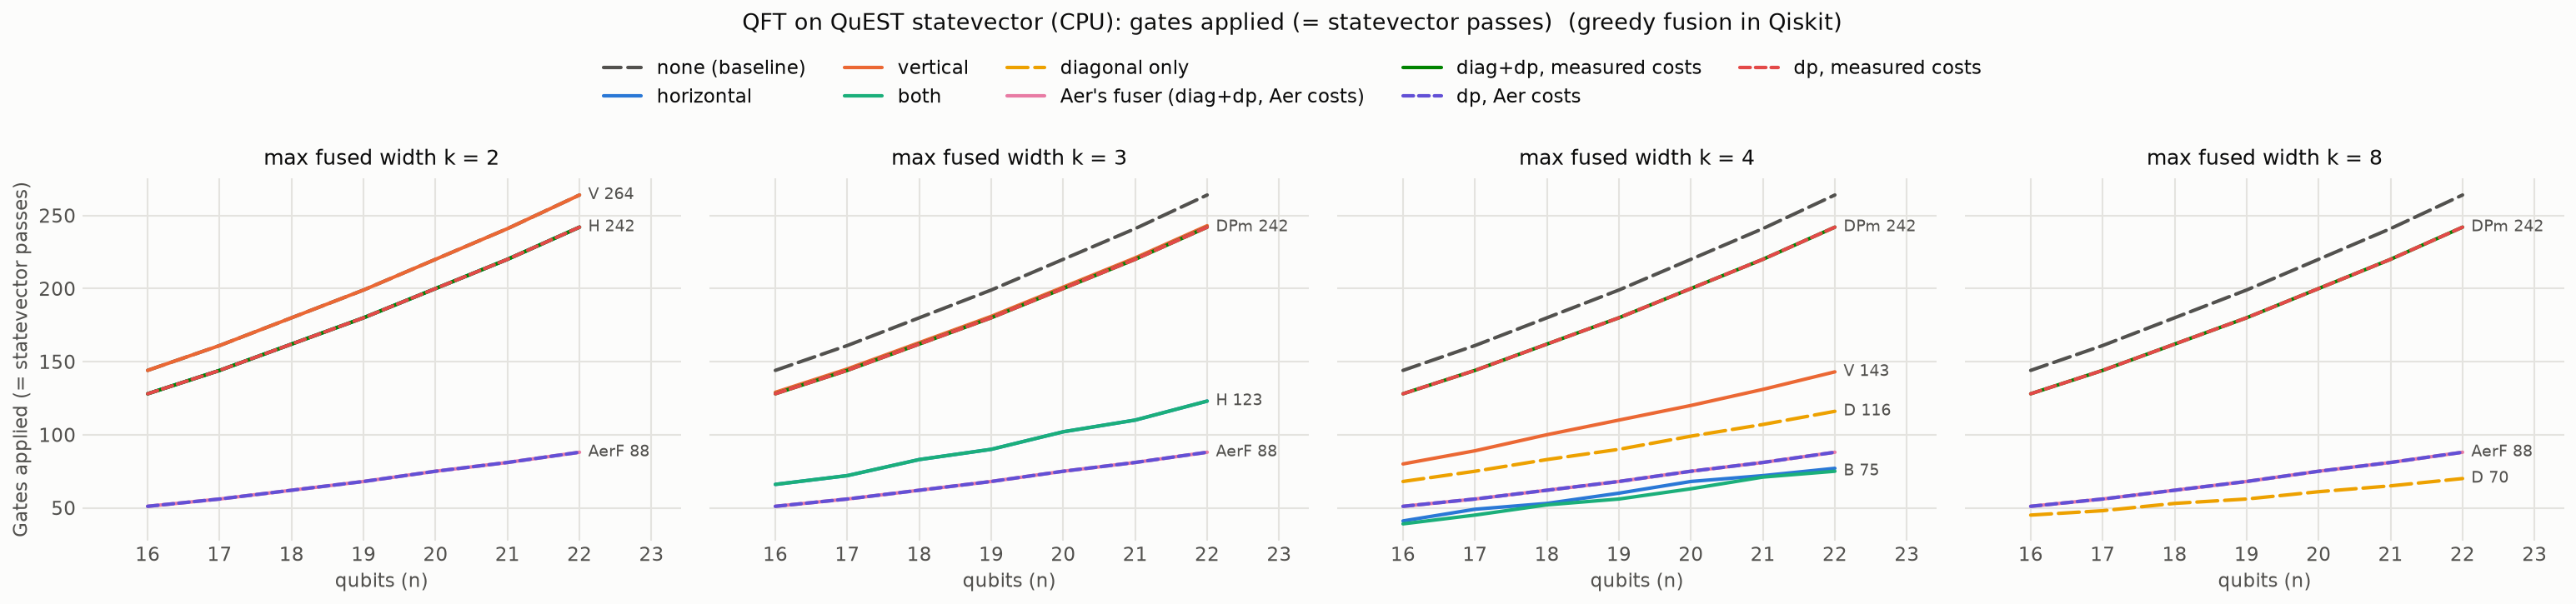 QFT on QuEST statevector (CPU): gates applied (= statevector passes)  (greedy fusion in Qiskit)
none (baseline)
horizontal
vertical
both
diagonal only
Aer's fuser (diag+dp, Aer costs)
diag+dp, measured costs
dp, Aer costs
dp, measured costs
Gates applied (= statevector passes)
max fused width k = 2
250
200
150
100
50
V 264
H 242
AerF 88
16 17 18 19 20 21 22 23
qubits (n)
max fused width k = 3
DPm 242
H 123
AerF 88
16 17 18 19 20 21 22 23
qubits (n)
max fused width k = 4
DPm 242
V 143
D 116
B 75
16 17 18 19 20 21 22 23
qubits (n)
max fused width k = 8
DPm 242
AerF 88
D 70
16 17 18 19 20 21 22 23
qubits (n)